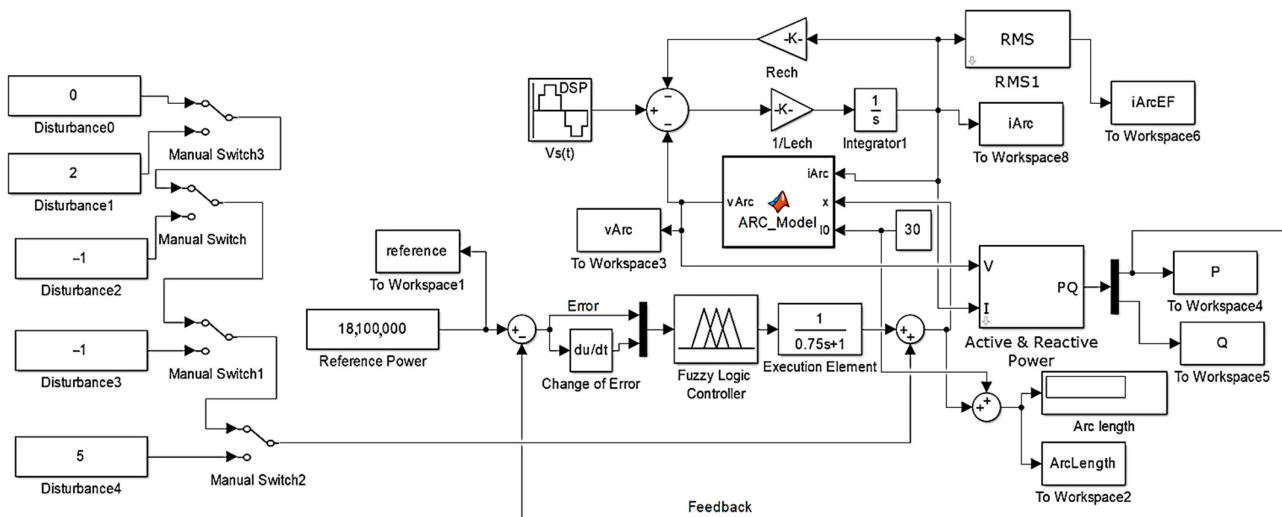 0
Disturbance0
2
Disturbance1
Manual Switch3
–1
Disturbance2
Manual Switch
–1
Disturbance3
Manual Switch1
5
Disturbance4
Manual Switch2
DSP
Vs(t)
+
−
−
-K-
Rech
-K-
1/Lech
1
s
Integrator1
RMS
RMS1
iArcEF
To Workspace6
iArc
To Workspace8
vArc
To Workspace3
vArc
iArc
x
l0
ARC_Model
30
reference
To Workspace1
18,100,000
Reference Power
+
−
Error
du/dt
Change of Error
Fuzzy Logic
Controller
1
0.75s+1
Execution Element
+
+
V
I
PQ
Active & Reactive
Power
P
To Workspace4
Q
To Workspace5
+
+
Arc length
ArcLength
To Workspace2
Feedback